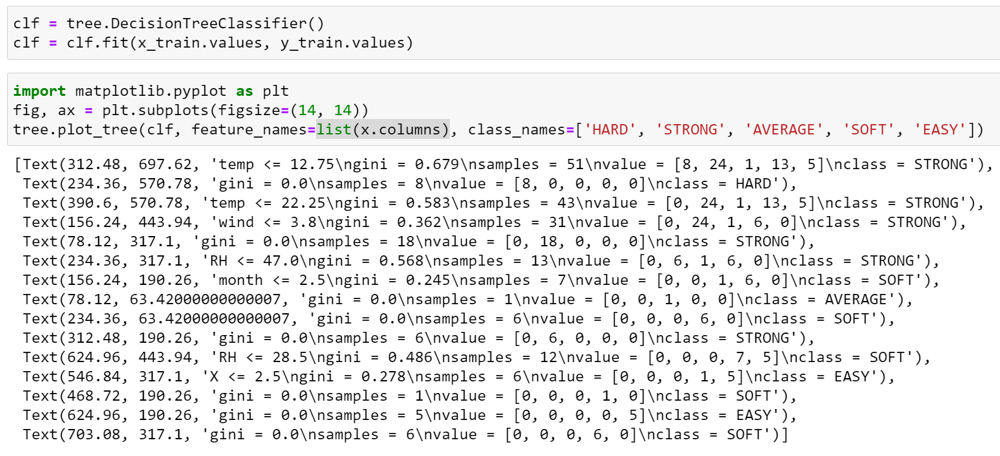 clf = tree.DecisionTreeClassifier()
clf = clf.fit(x_train.values, y_train.values)
import matplotlib.pyplot as plt
fig, ax = plt.subplots(figsize=(14, 14))
tree.plot_tree(clf, feature_names=list(x.columns), class_names=['HARD', 'STRONG', 'AVERAGE', 'SOFT', 'EASY'])
[Text(312.48, 697.62, 'temp <= 12.75\ngini = 0.679\nsamples = 51\nvalue = [8, 24, 1, 13, 5]\nclass = STRONG'),
Text(234.36, 570.78, 'gini = 0.0\nsamples = 8\nvalue = [8, 0, 0, 0, 0]\nclass = HARD'),
Text(390.6, 570.78, 'temp <= 22.25\ngini = 0.583\nsamples = 43\nvalue = [0, 24, 1, 13, 5]\nclass = STRONG'),
Text(156.24, 443.94, 'wind <= 3.8\ngini = 0.362\nsamples = 31\nvalue = [0, 24, 1, 6, 0]\nclass = STRONG'),
Text(78.12, 317.1, 'gini = 0.0\nsamples = 18\nvalue = [0, 18, 0, 0, 0]\nclass = STRONG'),
Text(234.36, 317.1, 'RH <= 47.0\ngini = 0.568\nsamples = 13\nvalue = [0, 6, 1, 6, 0]\nclass = STRONG'),
Text(156.24, 190.26, 'month <= 2.5\ngini = 0.245\nsamples = 7\nvalue = [0, 0, 1, 6, 0]\nclass = SOFT'),
Text(78.12, 63.42000000000007, 'gini = 0.0\nsamples = 1\nvalue = [0, 0, 1, 0, 0]\nclass = AVERAGE'),
Text(234.36, 63.42000000000007, 'gini = 0.0\nsamples = 6\nvalue = [0, 0, 0, 6, 0]\nclass = SOFT'),
Text(312.48, 190.26, 'gini = 0.0\nsamples = 6\nvalue = [0, 6, 0, 0, 0]\nclass = STRONG'),
Text(624.96, 443.94, 'RH <= 28.5\ngini = 0.486\nsamples = 12\nvalue = [0, 0, 0, 7, 5]\nclass = SOFT'),
Text(546.84, 317.1, 'X <= 2.5\ngini = 0.278\nsamples = 6\nvalue = [0, 0, 0, 1, 5]\nclass = EASY'),
Text(468.72, 190.26, 'gini = 0.0\nsamples = 1\nvalue = [0, 0, 0, 1, 0]\nclass = SOFT'),
Text(624.96, 190.26, 'gini = 0.0\nsamples = 5\nvalue = [0, 0, 0, 0, 5]\nclass = EASY'),
Text(703.08, 317.1, 'gini = 0.0\nsamples = 6\nvalue = [0, 0, 0, 6, 0]\nclass = SOFT')]